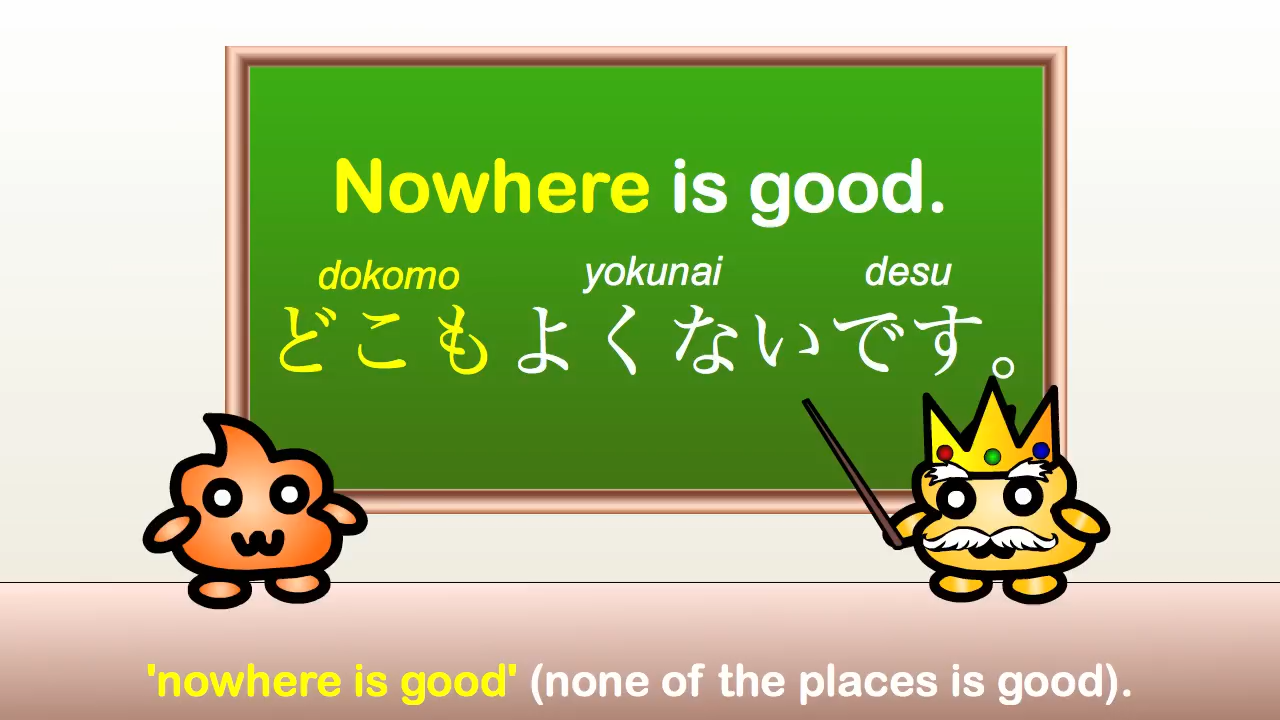 Nowhere is good.
dokomo yokunai desu
どこもよくないです。
'nowhere is good' (none of the places is good).